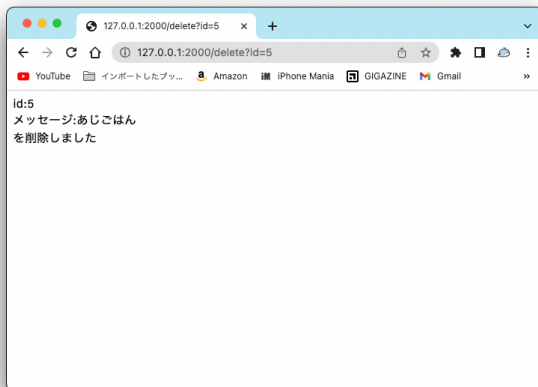 127.0.0.1:2000/delete?id=5
127.0.0.1:2000/delete?id=5
YouTube インポートしたブッ... Amazon iPhone Mania GIGAZINE Gmail »
id:5
メッセージ:あじごはん
を削除しました